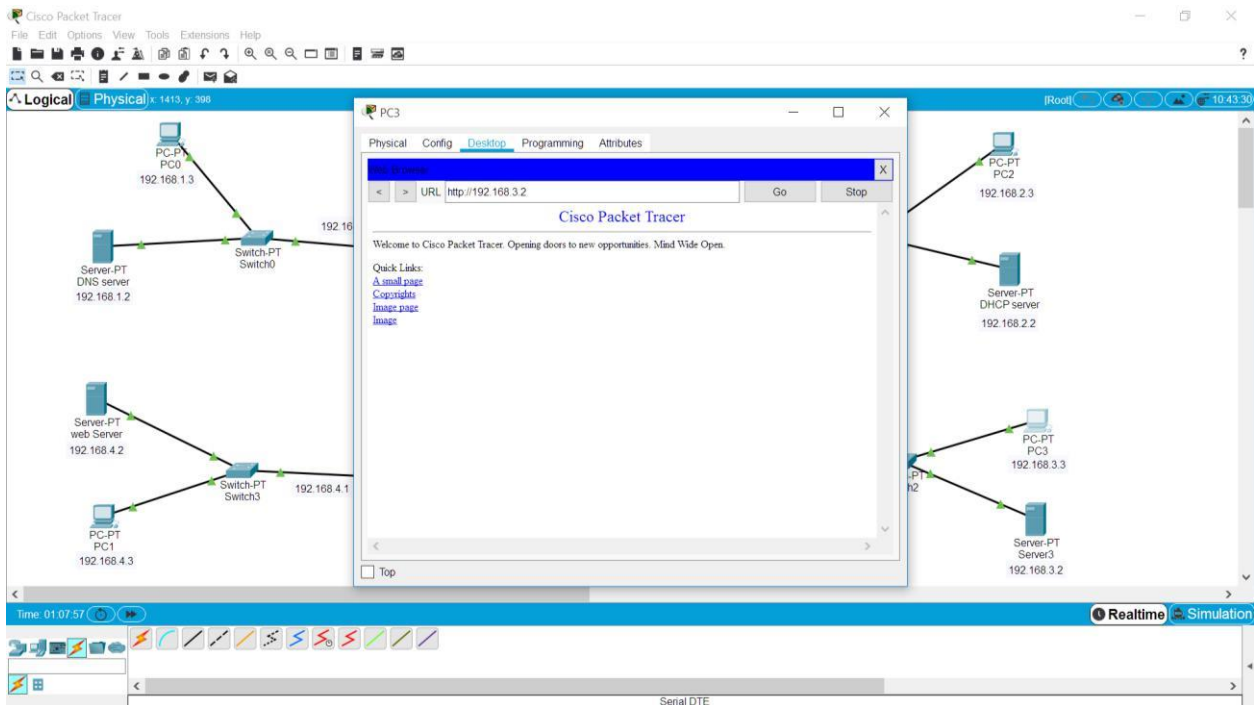 Cisco Packet Tracer
File Edit Options View Tools Extensions Help
?
Logical Physical x: 1413, y: 398
[Root] 10:43:30
PC3
Physical Config Desktop Programming Attributes
X
< > URL http://192.168.3.2 Go Stop
Cisco Packet Tracer
Welcome to Cisco Packet Tracer. Opening doors to new opportunities. Mind Wide Open.
Quick Links:
A small page
Copyrights
Image page
Image
Top
PC-PT
PC0
192.168.1.3
192.16
Switch-PT
Switch0
Server-PT
DNS server
192.168.1.2
Server-PT
web Server
192.168.4.2
Switch-PT
Switch3
192.168.4.1
PC-PT
PC1
192.168.4.3
PC-PT
PC2
192.168.2.3
Server-PT
DHCP server
192.168.2.2
PC-PT
PC3
192.168.3.3
-PT
h2
Server-PT
Server3
192.168.3.2
Time: 01:07:57
Realtime Simulation
Serial DTE